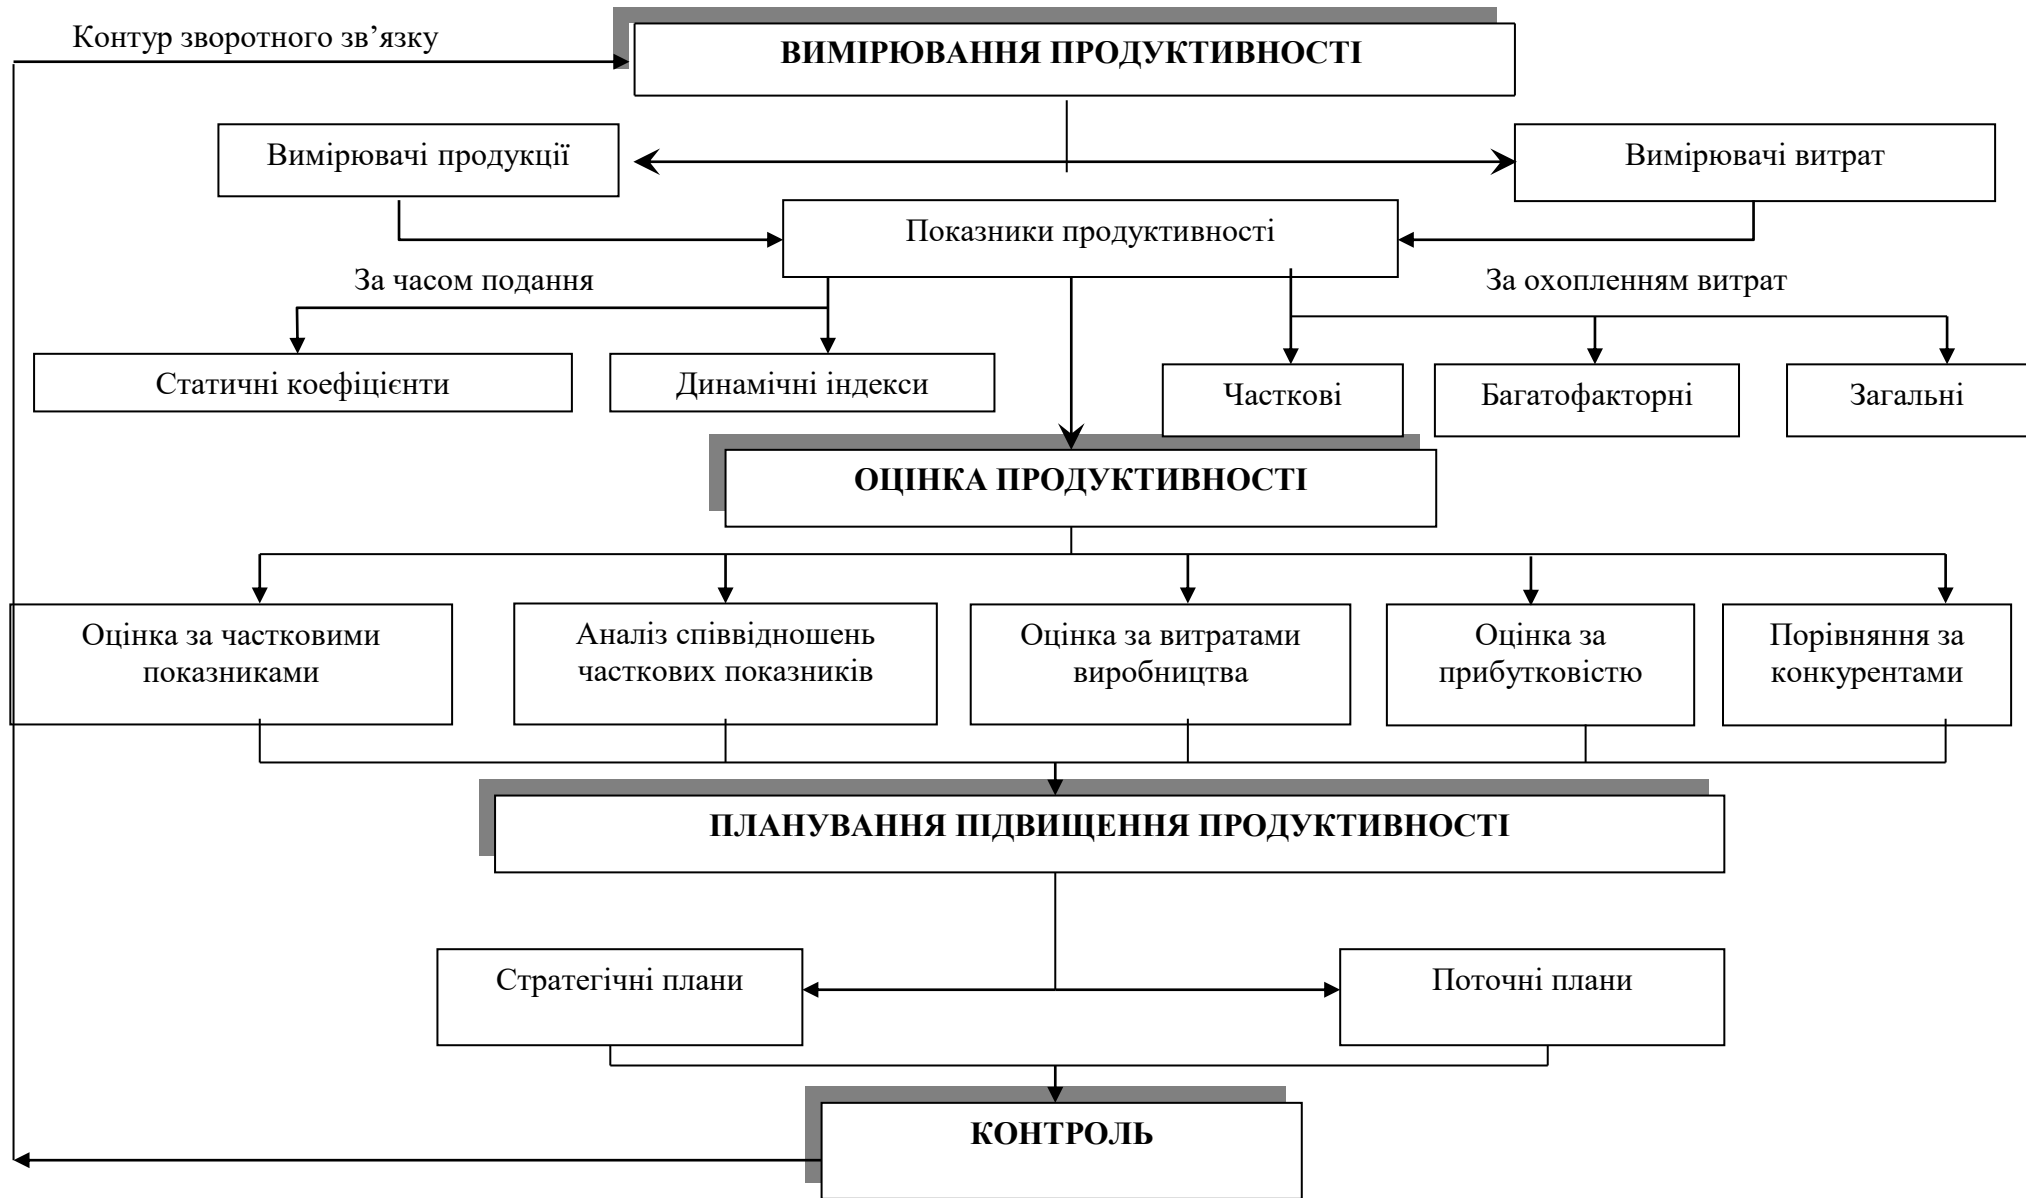 Контур зворотного зв’язку
ВИМІРЮВАННЯ ПРОДУКТИВНОСТІ
Вимірювачі продукції
Вимірювачі витрат
Показники продуктивності
За часом подання
За охопленням витрат
Статичні коефіцієнти
Динамічні індекси
Часткові
Багатофакторні
Загальні
ОЦІНКА ПРОДУКТИВНОСТІ
Оцінка за частковими
показниками
Аналіз співвідношень
часткових показників
Оцінка за витратами
виробництва
Оцінка за
прибутковістю
Порівняння за
конкурентами
ПЛАНУВАННЯ ПІДВИЩЕННЯ ПРОДУКТИВНОСТІ
Стратегічні плани
Поточні плани
КОНТРОЛЬ